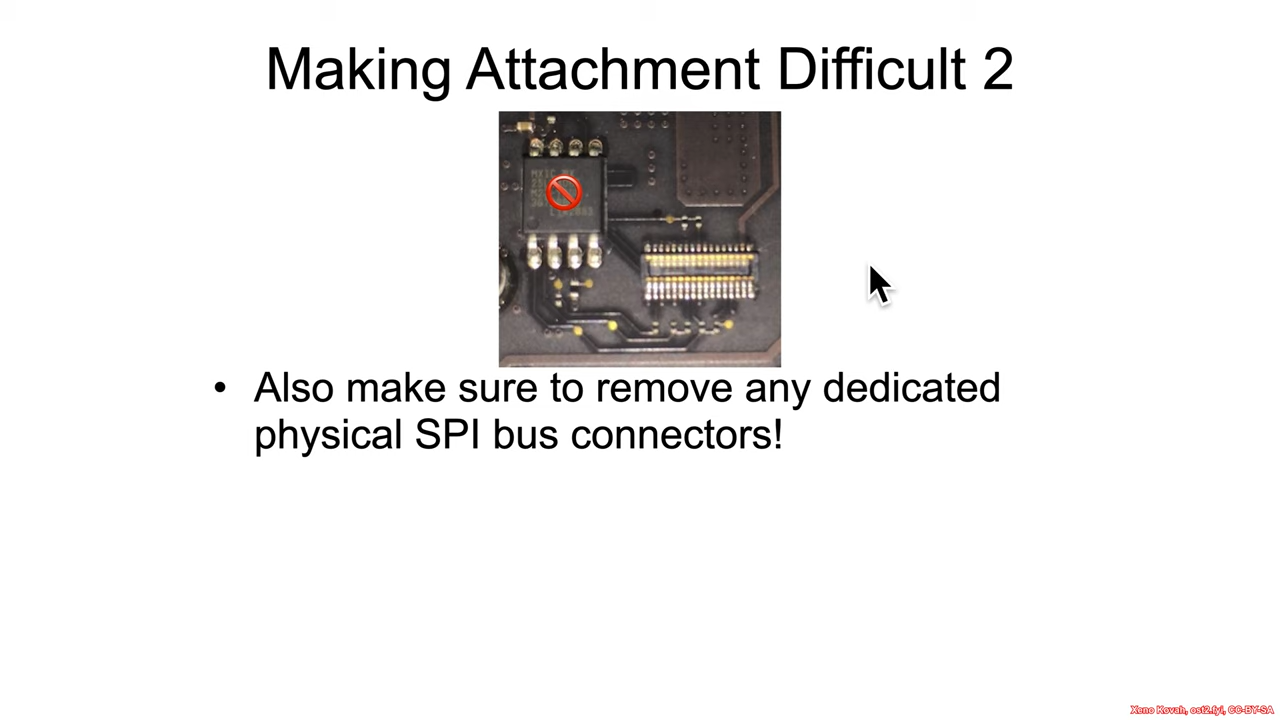 Making Attachment Difficult 2
• Also make sure to remove any dedicated
physical SPI bus connectors!
Xeno Kovah, ost2.fyi, CC-BY-SA